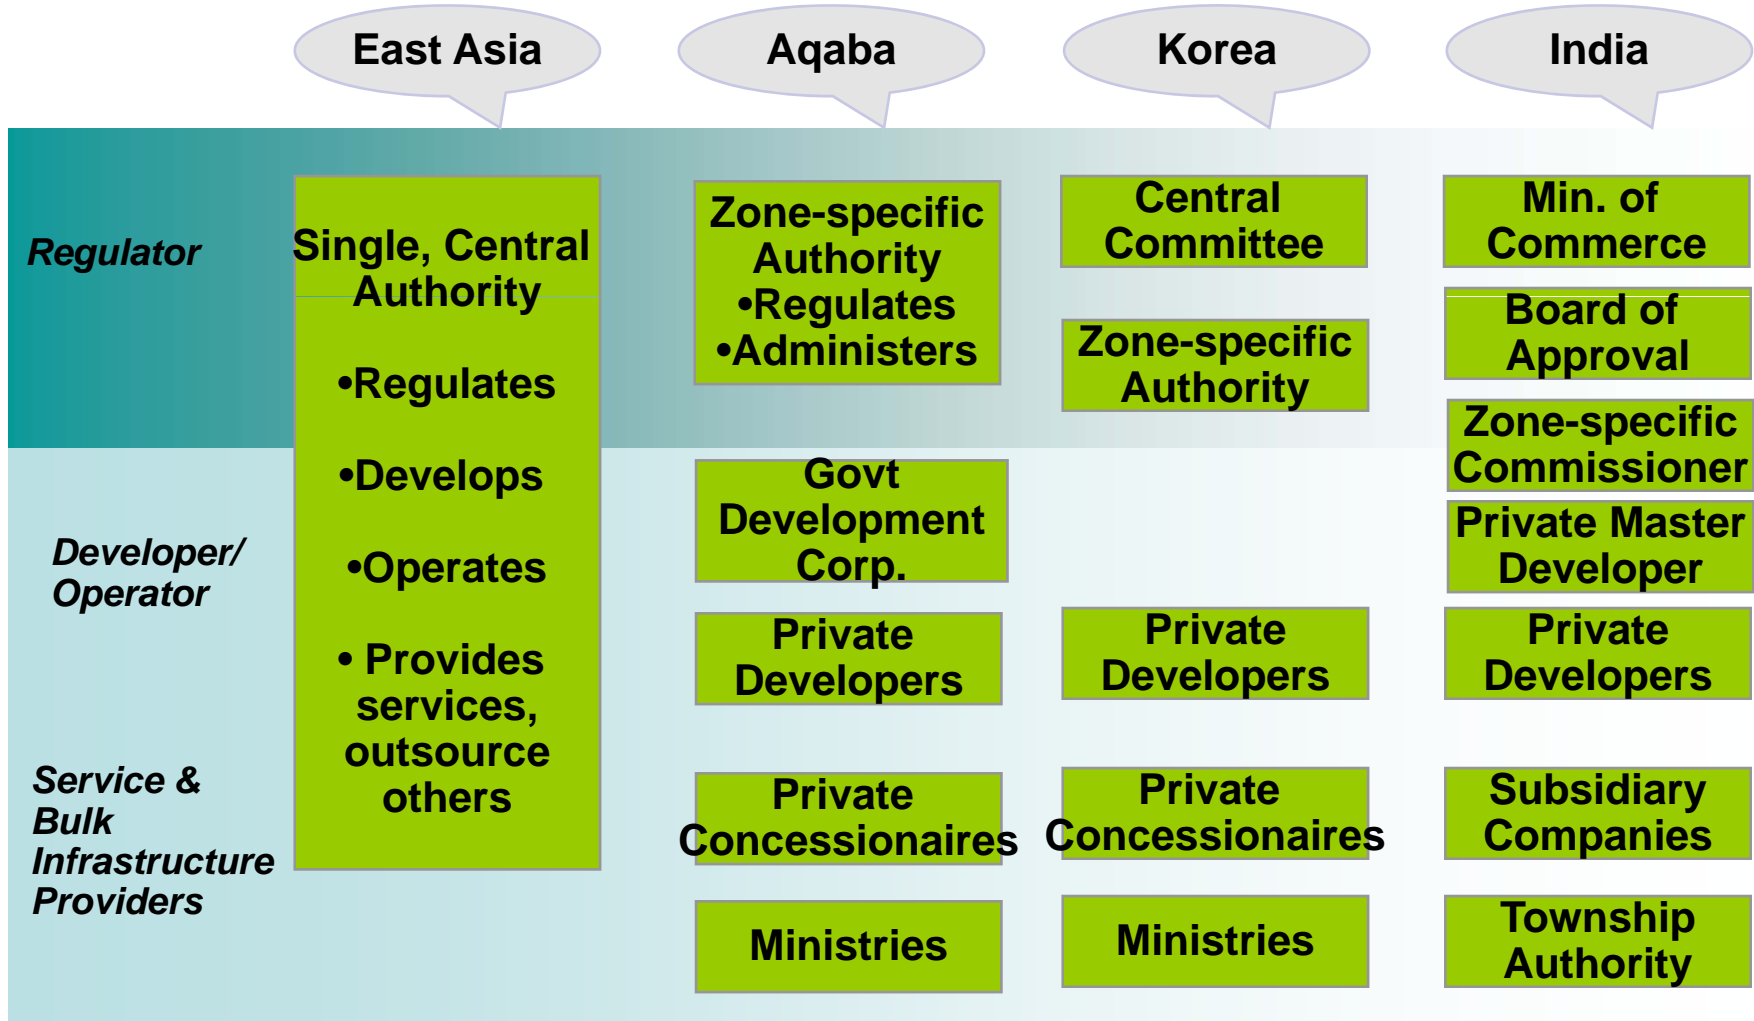 East Asia
Aqaba
Korea
India
Regulator
Single, Central
Authority
•Regulates
•Develops
•Operates
• Provides
services,
outsource
others
Zone-specific
Authority
•Regulates
•Administers
Central
Committee
Zone-specific
Authority
Min. of
Commerce
Board of
Approval
Zone-specific
Commissioner
Developer/
Operator
Govt
Development
Corp.
Private
Developers
Private
Developers
Private Master
Developer
Private
Developers
Service &
Bulk
Infrastructure
Providers
Private
Concessionaires
Ministries
Private
Concessionaires
Ministries
Subsidiary
Companies
Township
Authority